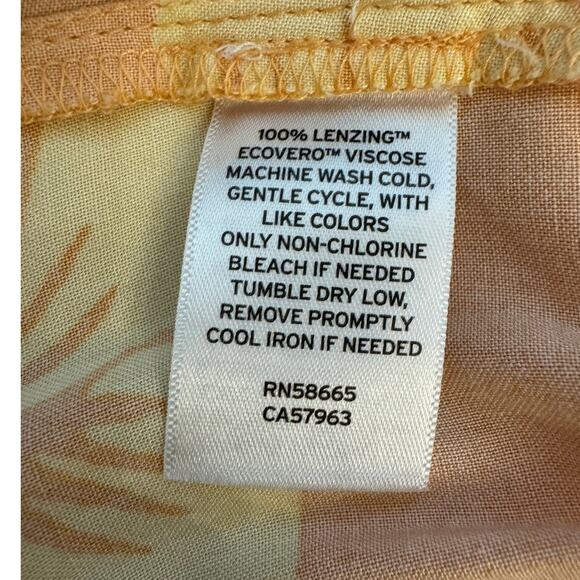 100% LENZING™
ECOVERO™ VISCOSE
MACHINE WASH COLD,
GENTLE CYCLE, WITH
LIKE COLORS
ONLY NON-CHLORINE
BLEACH IF NEEDED
TUMBLE DRY LOW,
REMOVE PROMPTLY
COOL IRON IF NEEDED
RN58665
CA57963